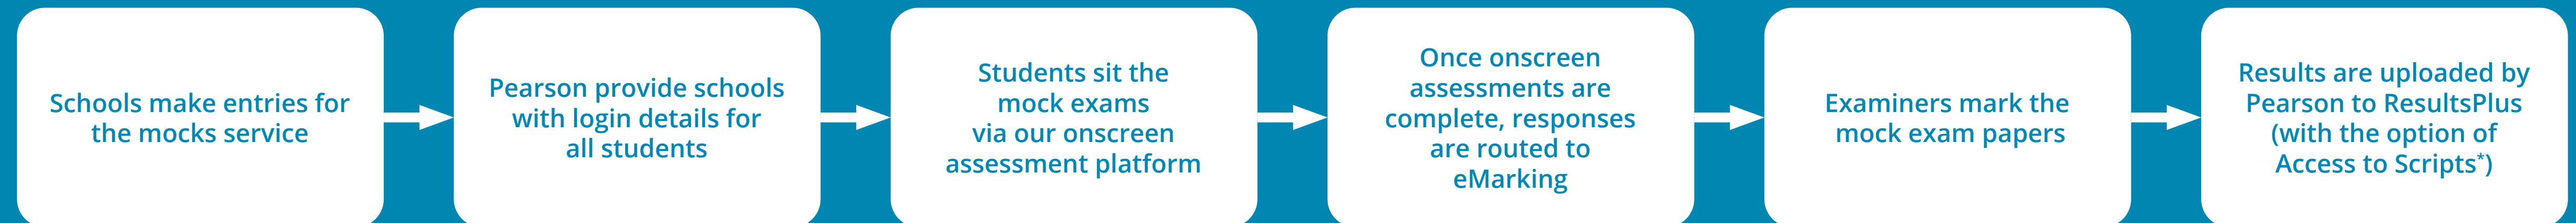 Schools make entries for
the mocks service
Pearson provide schools
with login details for
all students
Students sit the
mock exams
via our onscreen
assessment platform
Once onscreen
assessments are
complete, responses
are routed to
eMarking
Examiners mark the
mock exam papers
Results are uploaded by
Pearson to ResultsPlus
(with the option of
Access to Scripts*)